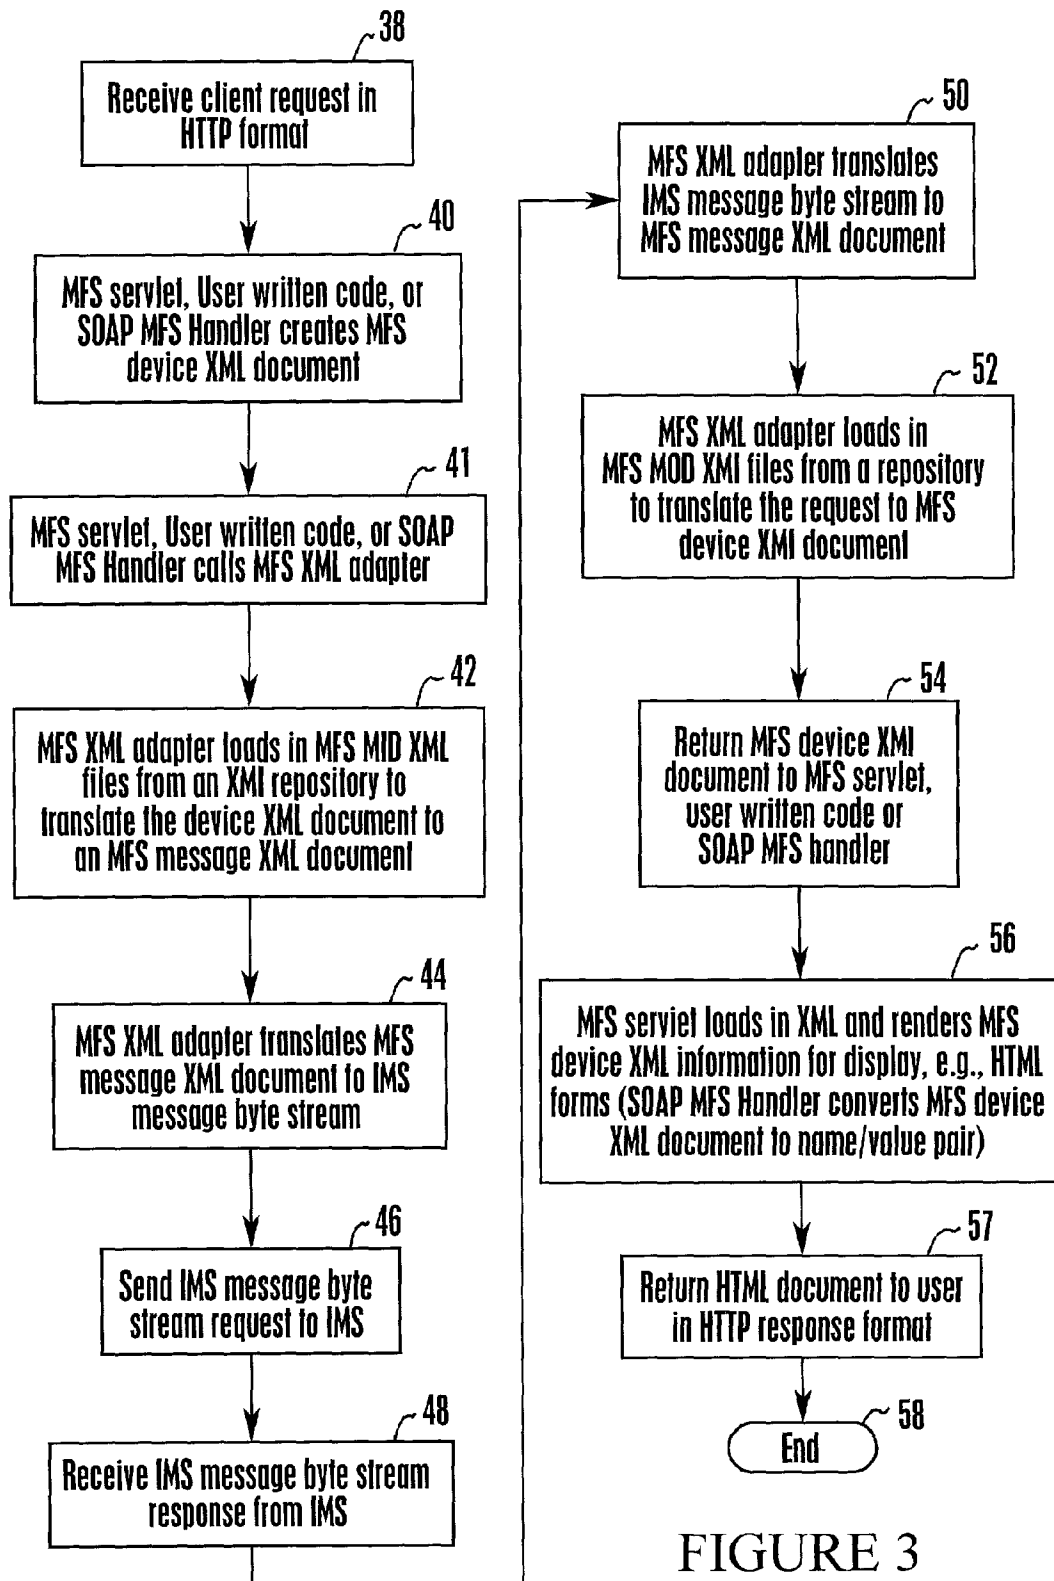 38
Receive client request in
HTTP format
40
MFS servlet, User written code, or
SOAP MFS Handler creates MFS
device XML document
41
MFS servlet, User written code, or SOAP
MFS Handler calls MFS XML adapter
42
MFS XML adapter loads in MFS MID XML
files from an XMI repository to
translate the device XML document to
an MFS message XML document
44
MFS XML adapter translates MFS
message XML document to IMS
message byte stream
46
Send IMS message byte
stream request to IMS
48
Receive IMS message byte stream
response from IMS
50
MFS XML adapter translates
IMS message byte stream to
MFS message XML document
52
MFS XML adapter loads in
MFS MOD XMI files from a repository
to translate the request to MFS
device XMI document
54
Return MFS device XMI
document to MFS servlet,
user written code or
SOAP MFS handler
56
MFS servlet loads in XML and renders MFS
device XML information for display, e.g., HTML
forms (SOAP MFS Handler converts MFS device
XML document to name/value pair)
57
Return HTML document to user
in HTTP response format
58
End
FIGURE 3